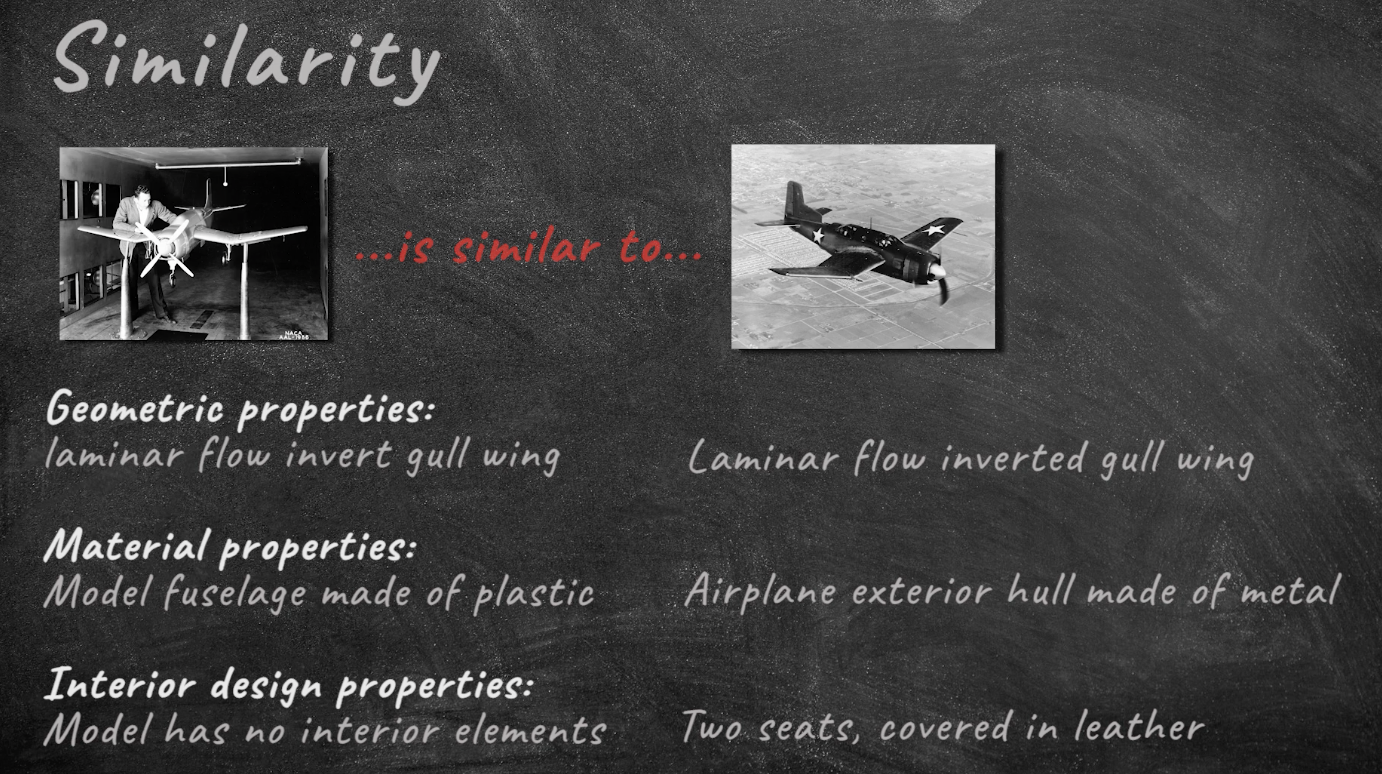 Similarity
...is similar to...
NACA
Geometric properties:
laminar flow invert gull wing
Laminar flow inverted gull wing
Material properties:
Model fuselage made of plastic
Airplane exterior hull made of metal
Interior design properties:
Model has no interior elements
Two seats, covered in leather